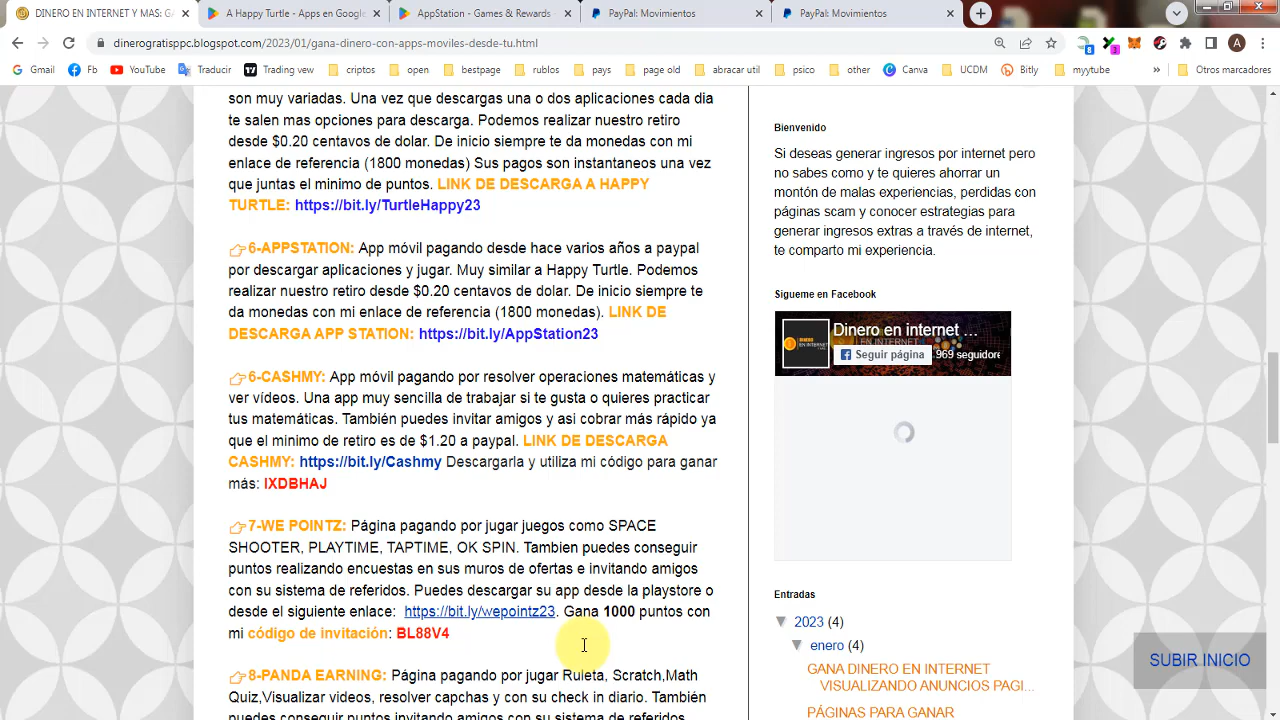 DINERO EN INTERNET Y MAS: GA
A Happy Turtle - Apps en Google
AppStation - Games & Rewards
PayPal: Movimientos
PayPal: Movimientos
dinerogratisppc.blogspot.com/2023/01/gana-dinero-con-apps-moviles-desde-tu.html
8
3
A
Gmail
Fb
YouTube
Traducir
Trading vew
criptos
open
bestpage
rublos
pays
page old
abracar util
psico
other
Canva
UCDM
Bitly
myytube
»
Otros marcadores
son muy variadas. Una vez que descargas una o dos aplicaciones cada dia
te salen mas opciones para descarga. Podemos realizar nuestro retiro
desde $0.20 centavos de dolar. De inicio siempre te da monedas con mi
enlace de referencia (1800 monedas) Sus pagos son instantaneos una vez
que juntas el minimo de puntos. LINK DE DESCARGA A HAPPY
TURTLE: https://bit.ly/TurtleHappy23
6-APPSTATION: App móvil pagando desde hace varios años a paypal
por descargar aplicaciones y jugar. Muy similar a Happy Turtle. Podemos
realizar nuestro retiro desde $0.20 centavos de dolar. De inicio siempre te
da monedas con mi enlace de referencia (1800 monedas). LINK DE
DESCARGA APP STATION: https://bit.ly/AppStation23
6-CASHMY: App móvil pagando por resolver operaciones matemáticas y
ver vídeos. Una app muy sencilla de trabajar si te gusta o quieres practicar
tus matemáticas. También puedes invitar amigos y asi cobrar más rápido ya
que el minimo de retiro es de $1.20 a paypal. LINK DE DESCARGA
CASHMY: https://bit.ly/Cashmy Descargarla y utiliza mi código para ganar
más: IXDBHAJ
7-WE POINTZ: Página pagando por jugar juegos como SPACE
SHOOTER, PLAYTIME, TAPTIME, OK SPIN. Tambien puedes conseguir
puntos realizando encuestas en sus muros de ofertas e invitando amigos
con su sistema de referidos. Puedes descargar su app desde la playstore o
desde el siguiente enlace: https://bit.ly/wepointz23. Gana 1000 puntos con
mi código de invitación: BL88V4
8-PANDA EARNING: Página pagando por jugar Ruleta, Scratch,Math
Quiz,Visualizar videos, resolver capchas y con su check in diario. También
puedes conseguir puntos invitando amigos con su sistema de referidos.
Bienvenido
Si deseas generar ingresos por internet pero
no sabes como y te quieres ahorrar un
montón de malas experiencias, perdidas con
páginas scam y conocer estrategias para
generar ingresos extras a través de internet,
te comparto mi experiencia.
Sigueme en Facebook
Dinero en internet ...
Seguir página
969 seguidore
Entradas
▼ 2023 (4)
▼ enero (4)
GANA DINERO EN INTERNET
VISUALIZANDO ANUNCIOS PAGI...
PÁGINAS PARA GANAR
SUBIR INICIO